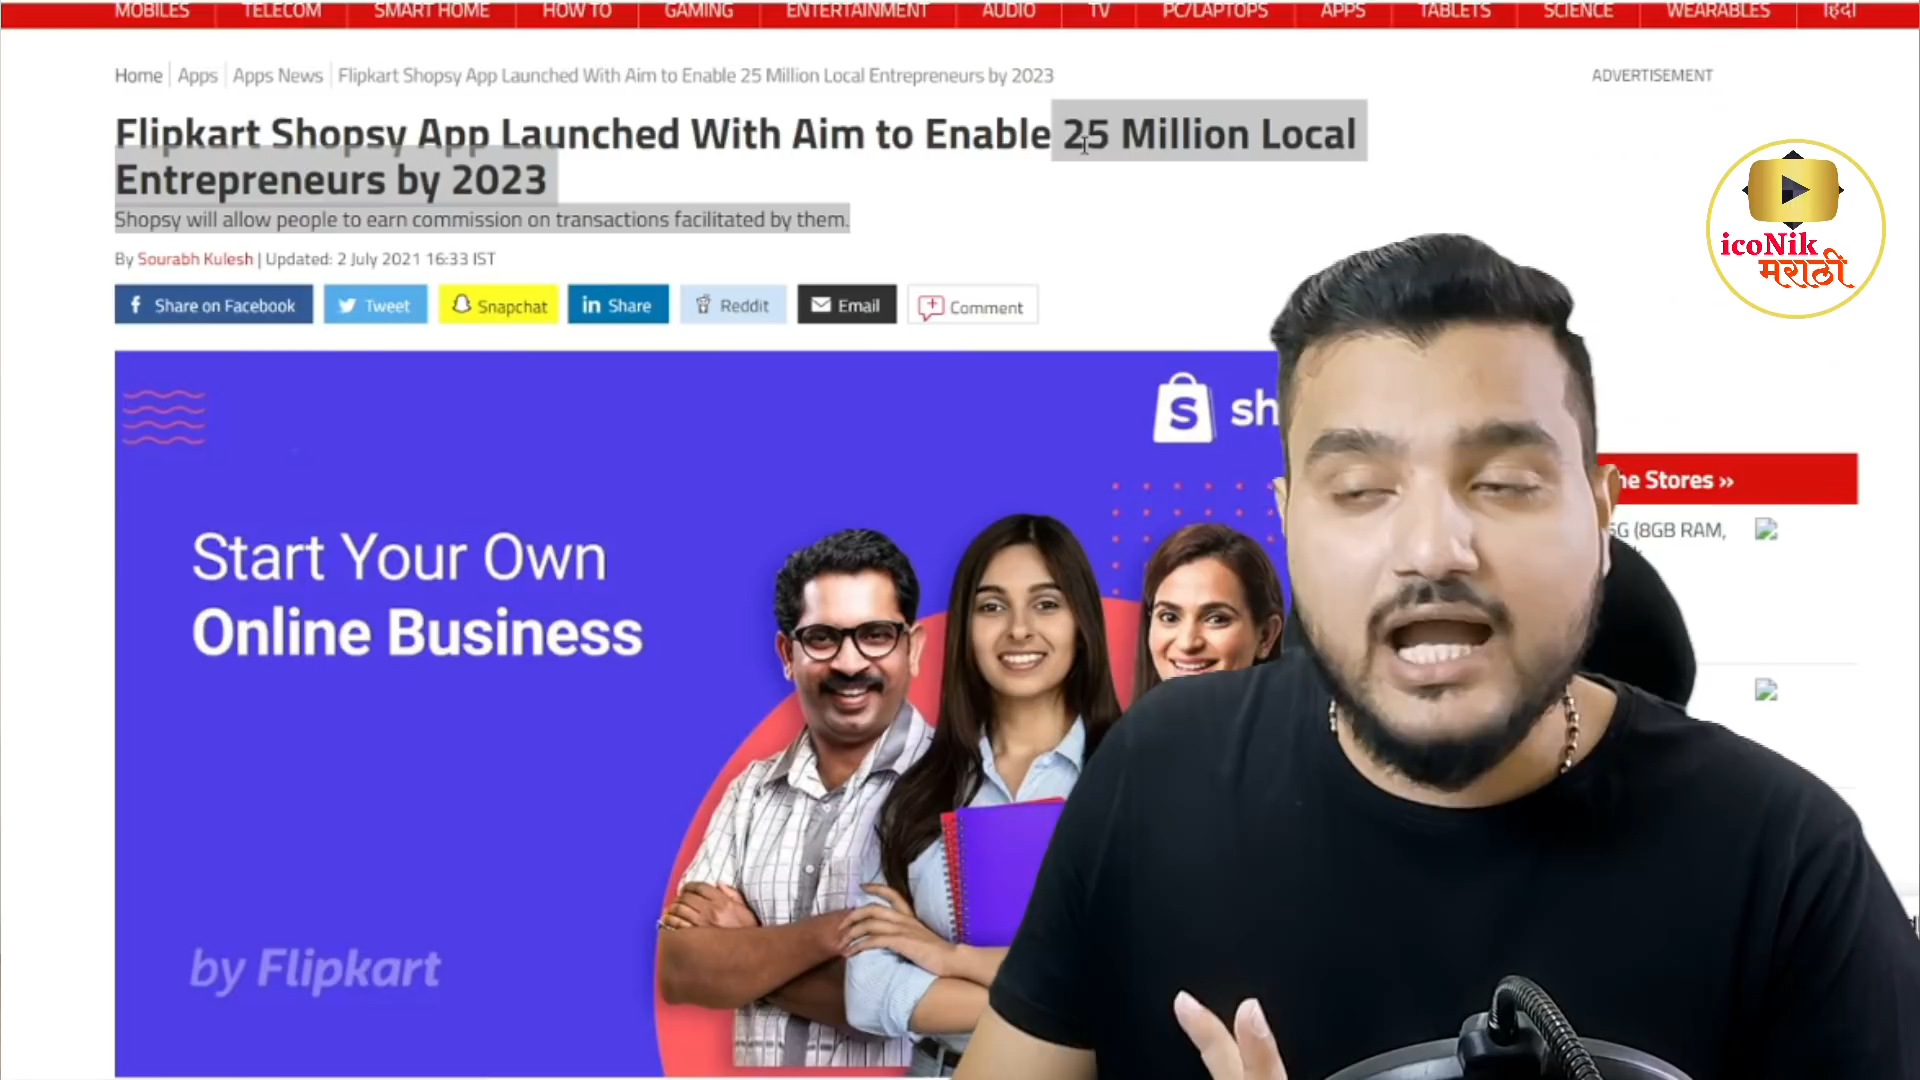 MOBILES TELECOM SMART HOME HOW TO GAMING ENTERTAINMENT AUDIO TV PC/LAPTOPS APPS TABLETS SCIENCE WEARABLES हिंदी
Home Apps Apps News Flipkart Shopsy App Launched With Aim to Enable 25 Million Local Entrepreneurs by 2023
ADVERTISEMENT
Flipkart Shopsy App Launched With Aim to Enable 25 Million Local
Entrepreneurs by 2023
Shopsy will allow people to earn commission on transactions facilitated by them.
By Sourabh Kulesh | Updated: 2 July 2021 16:33 IST
Share on Facebook Tweet Snapchat in Share Reddit Email Comment
icoNik
मराठी
S sh
Stores »
5G (8GB RAM,
Start Your Own
Online Business
by Flipkart